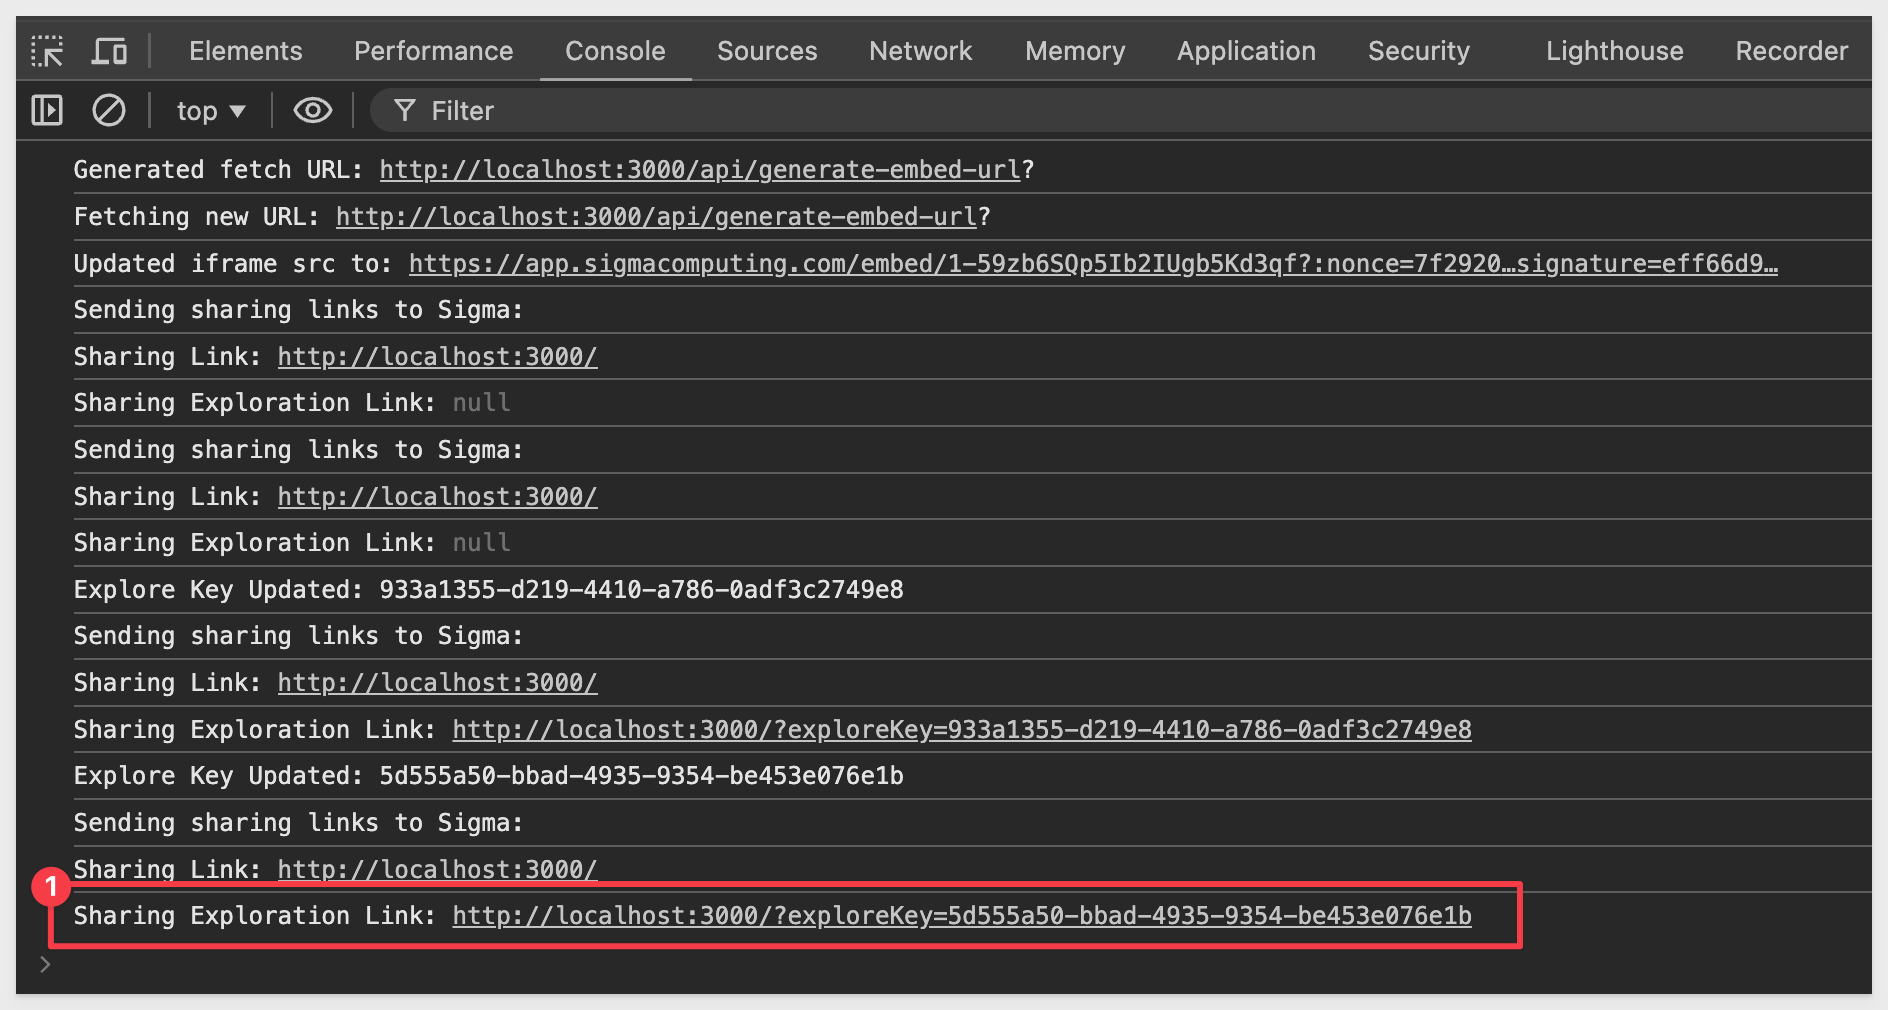 Elements Performance Console Sources Network Memory Application Security Lighthouse Recorder
top ▼ Filter
Generated fetch URL: http://localhost:3000/api/generate-embed-url?
Fetching new URL: http://localhost:3000/api/generate-embed-url?
Updated iframe src to: https://app.sigmacomputing.com/embed/1-59zb6SQp5Ib2IUgb5Kd3qf?:nonce=7f2920…signature=eff66d9…
Sending sharing links to Sigma:
Sharing Link: http://localhost:3000/
Sharing Exploration Link: null
Sending sharing links to Sigma:
Sharing Link: http://localhost:3000/
Sharing Exploration Link: null
Explore Key Updated: 933a1355-d219-4410-a786-0adf3c2749e8
Sending sharing links to Sigma:
Sharing Link: http://localhost:3000/
Sharing Exploration Link: http://localhost:3000/?exploreKey=933a1355-d219-4410-a786-0adf3c2749e8
Explore Key Updated: 5d555a50-bbad-4935-9354-be453e076e1b
Sending sharing links to Sigma:
Sharing Link: http://localhost:3000/
1
Sharing Exploration Link: http://localhost:3000/?exploreKey=5d555a50-bbad-4935-9354-be453e076e1b
>